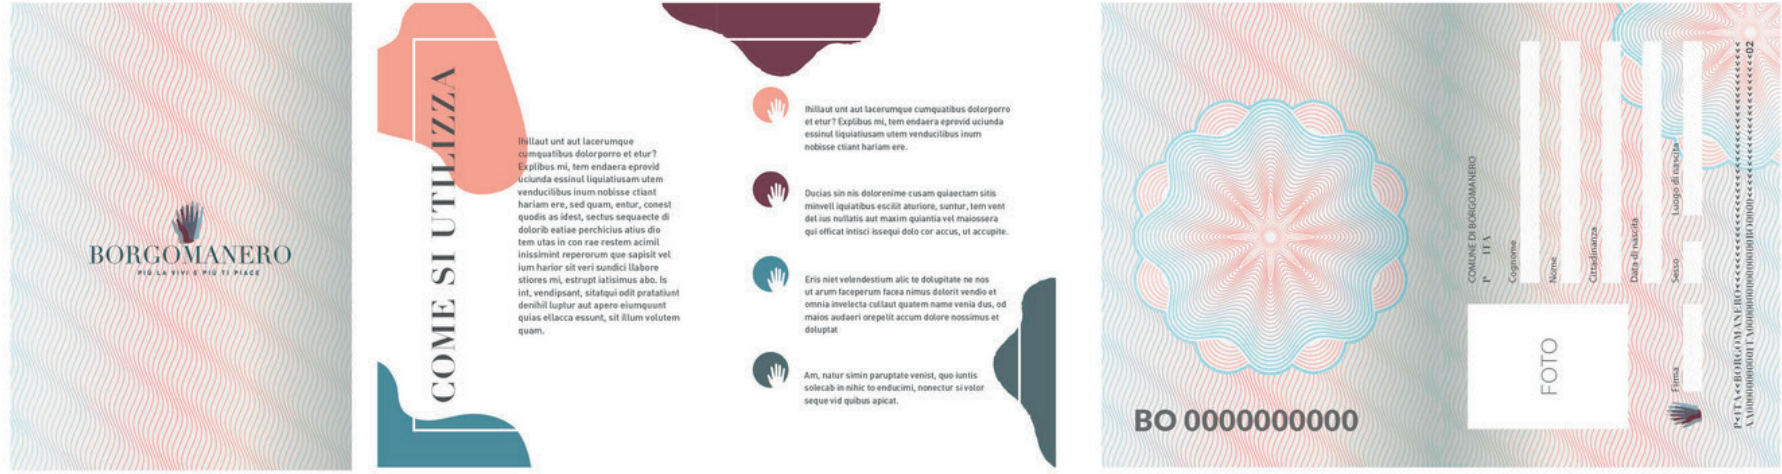 BORGOMANERO
PIÙ LA VIVI E PIÙ TI PIACE
COME SI UTILIZZA
Ihillaut unt aut lacerumque
cumquatibus dolorporro et etur?
Explibus mi, tem endaera eprovid
uciunda essinul liquiatiusam utem
venducilibus inum nobisse ctiant
hariam ere, sed quam, entur, conest
quodis as idest, sectus sequaecte di
dolorib eatiae perchicius atius dio
tem utas in con rae restem acimil
inissimint reperorum que sapisit vel
ium harior sit veri sundici llabore
stiores mi, estrupt iatisimus abo. Is
int, vendipsant, sitatqui odit pratatiunt
denihil luptur aut apero eiumquunt
quias ellacca essunt, sit illum volutem
quam.
Ihillaut unt aut lacerumque cumquatibus dolorporro
et etur? Explibus mi, tem endaera eprovid uciunda
essinul liquiatiusam utem venducilibus inum
nobisse ctiant hariam ere.
Ducias sin nis dolorenime cusam quiaectam sitis
minvell iquiatibus escilit aturiore, suntur, tem vent
del ius nullatis aut maxim quiantia vel maiossera
qui officat intisci issequi dolo cor accus, ut accupite.
Eris niet velendestium alic te dolupitate ne nos
ut arum faceperum facea nimus dolorit vendio et
omnia invelecta cullaut quatem name venia dus, od
maios audaeri orepelit accum dolore nossimus et
doluptat
Am, natur simin paruptate venist, quo iuntis
solecab in nihic to enducimi, nonectur si volor
seque vid quibus apicat.
BO 0000000000
COMUNE DI BORGOMANERO
P ITA
Cognome
Nome
Cittadinanza
Data di nascita
Sesso
Luogo di nascita
Firma
FOTO